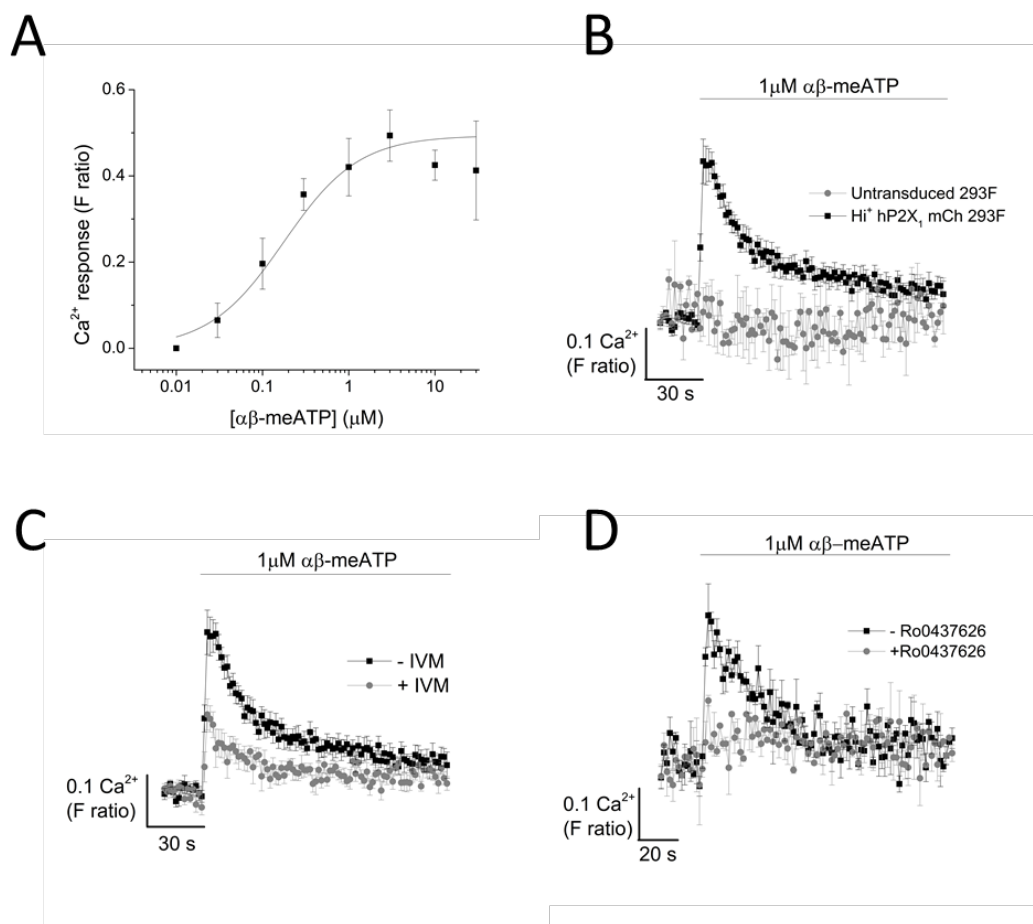 A
0.6
0.4
0.2
0.0
Ca²⁺ response (F ratio)
0.01 0.1 1 10
[αβ-meATP] (μM)
B
1μM αβ-meATP
Untransduced 293F
Hi⁺ hP2X₁ mCh 293F
0.1 Ca²⁺
(F ratio)
30 s
C
1μM αβ-meATP
- IVM
+ IVM
0.1 Ca²⁺
(F ratio)
30 s
D
1μM αβ–meATP
- Ro0437626
+Ro0437626
0.1 Ca²⁺
(F ratio)
20 s